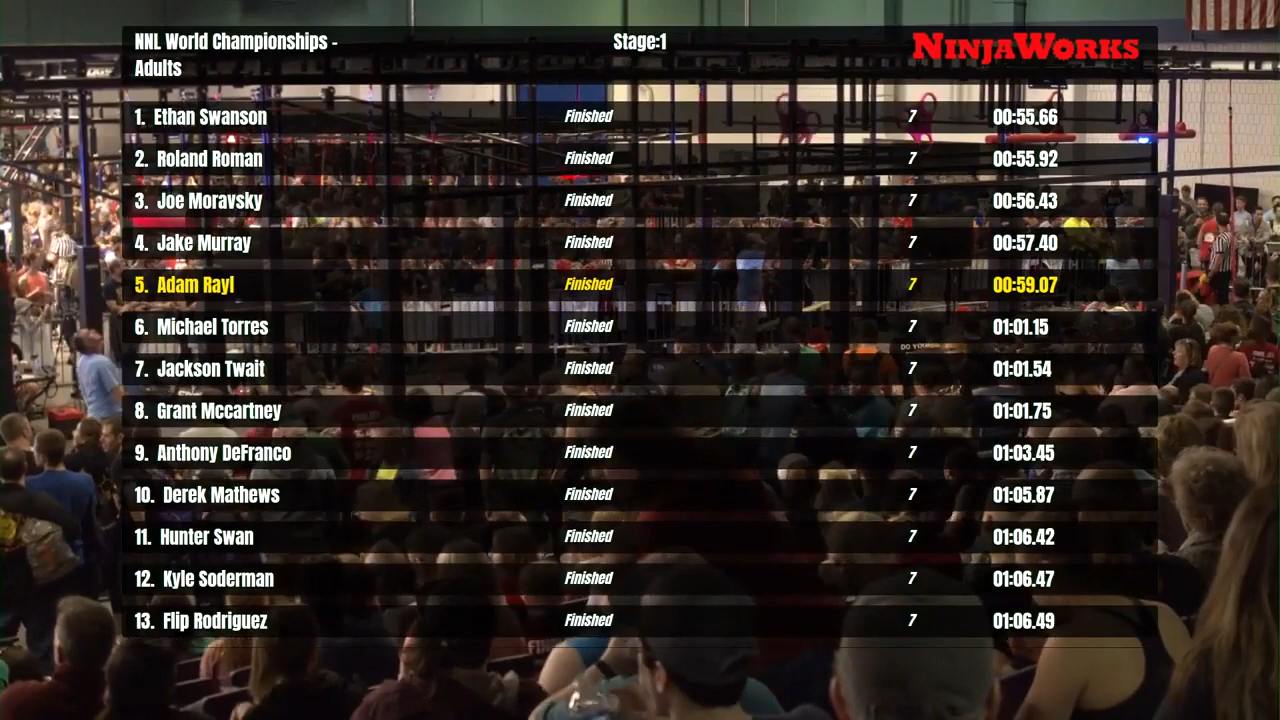 NNL World Championships - Stage:1 NINJAWORKS
Adults
1. Ethan Swanson Finished 7 00:55.66
2. Roland Roman Finished 7 00:55.92
3. Joe Moravsky Finished 7 00:56.43
4. Jake Murray Finished 7 00:57.40
5. Adam Rayl Finished 7 00:59.07
6. Michael Torres Finished 7 01:01.15
7. Jackson Twait Finished 7 01:01.54
8. Grant Mccartney Finished 7 01:01.75
9. Anthony DeFranco Finished 7 01:03.45
10. Derek Mathews Finished 7 01:05.87
11. Hunter Swan Finished 7 01:06.42
12. Kyle Soderman Finished 7 01:06.47
13. Flip Rodriguez Finished 7 01:06.49